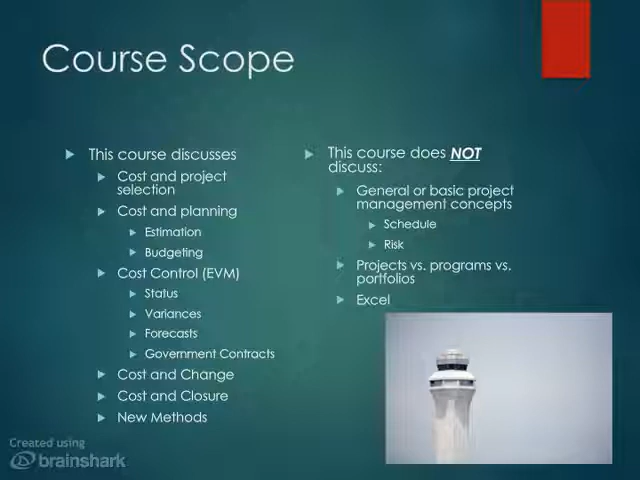 Course Scope
This course discusses
Cost and project
selection
Cost and planning
Estimation
Budgeting
Cost Control (EVM)
Status
Variances
Forecasts
Government Contracts
Cost and Change
Cost and Closure
New Methods
This course does NOT
discuss:
General or basic project
management concepts
Schedule
Risk
Projects vs. programs vs.
portfolios
Excel
Created using
brainshark